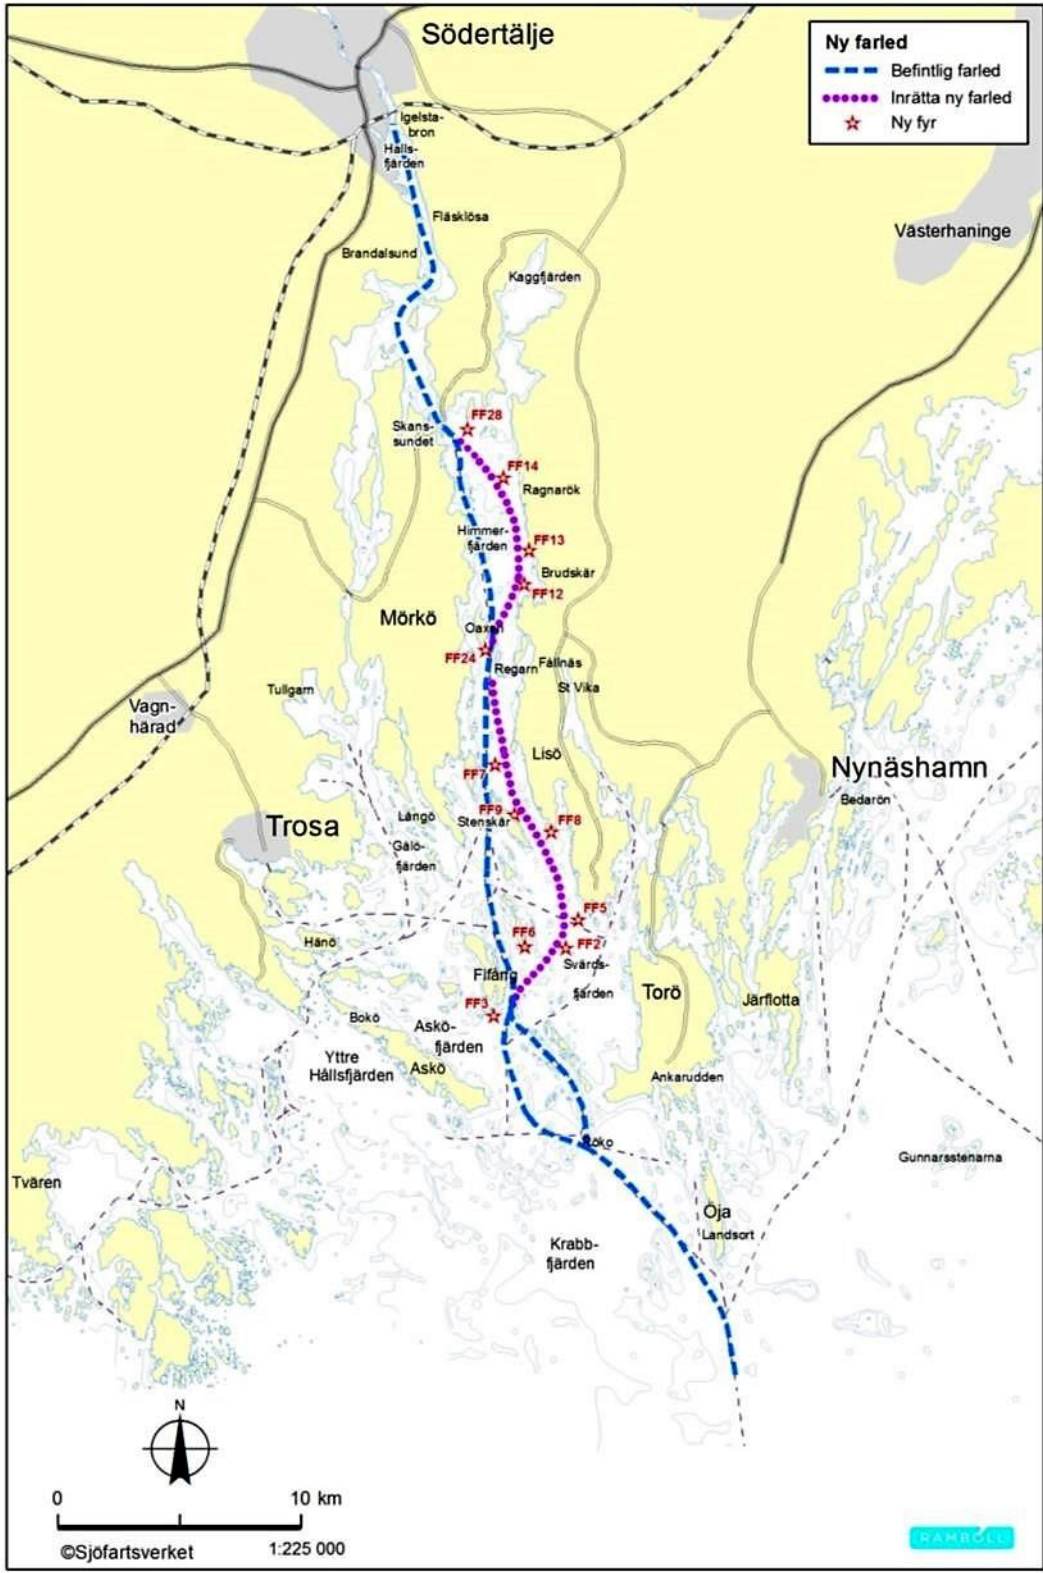 Södertälje
Ny farled
Befintlig farled
Inrätta ny farled
Ny fyr
Igelsta-
bron
Halls-
fjärden
Fläsklösa
Västerhaninge
Brandalsund
Kaggfjärden
FF28
Skans-
sundet
FF14
Ragnarök
Himmer-
fjärden
FF13
Brudskär
FF12
Mörkö
Oaxen
FF24
Regarn
Fållnäs
Tullgarn
St Vika
Vagn-
härad
Lisö
FF7
Nynäshamn
Bedarön
FF9
Stenskär
FF8
Trosa
Långö
Gälö-
fjärden
FF5
Hånö
FF6
FF2
Svärds-
fjärden
Fifång
Torö
Järflotta
FF3
Bokö
Askö-
fjärden
Yttre
Hållsfjärden
Askö
Ankarudden
Röko
Gunnarsstenarna
Tvären
Öja
Landsort
Krabb-
fjärden
N
0 10 km
©Sjöfartsverket 1:225 000
RAMBOLL